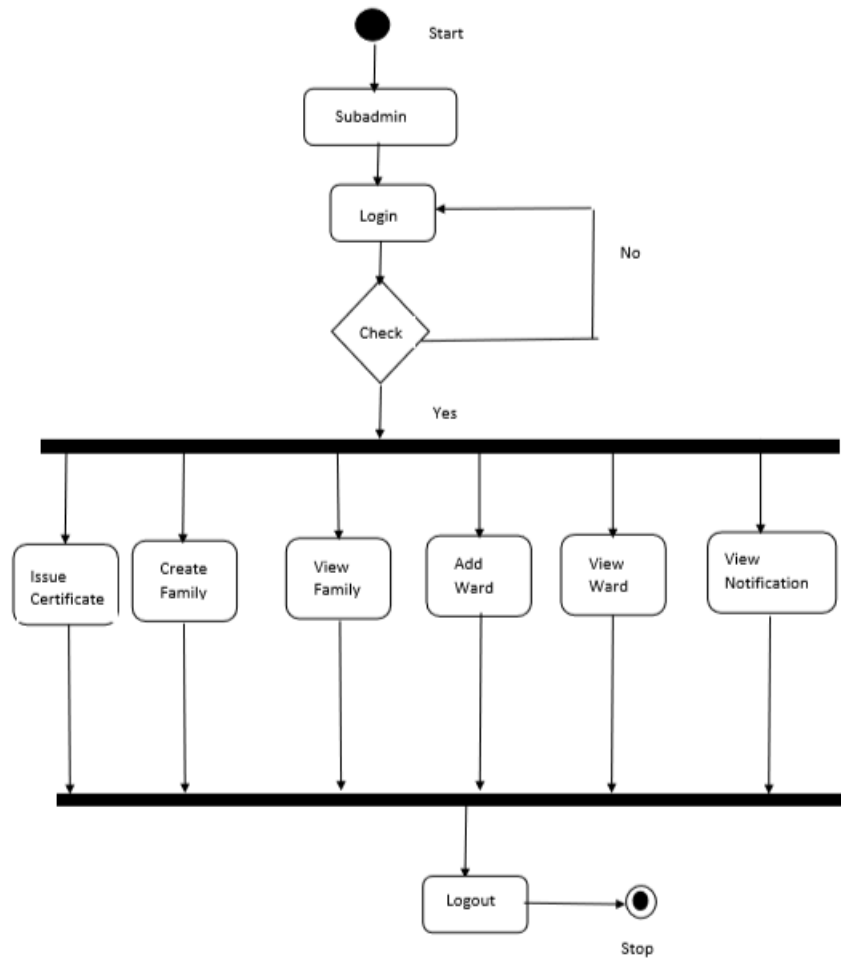 Start
Subadmin
Login
No
Check
Yes
Issue
Certificate
Create
Family
View
Family
Add
Ward
View
Ward
View
Notification
Logout
Stop